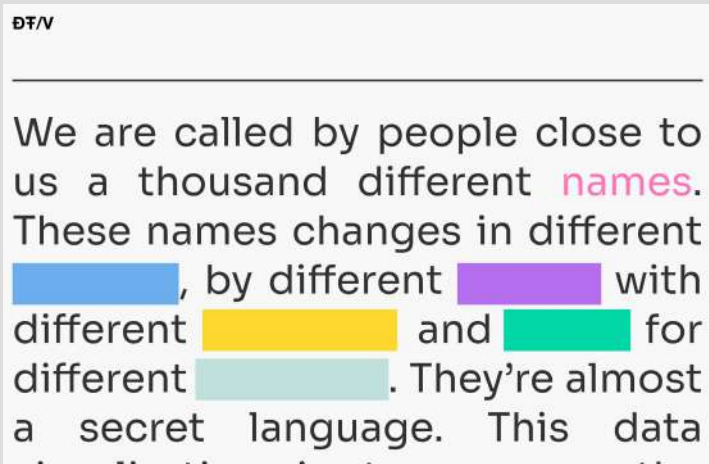 ĐŦ/V
We are called by people close to
us a thousand different names.
These names changes in different
, by different with
different and for
different . They’re almost
a secret language. This data